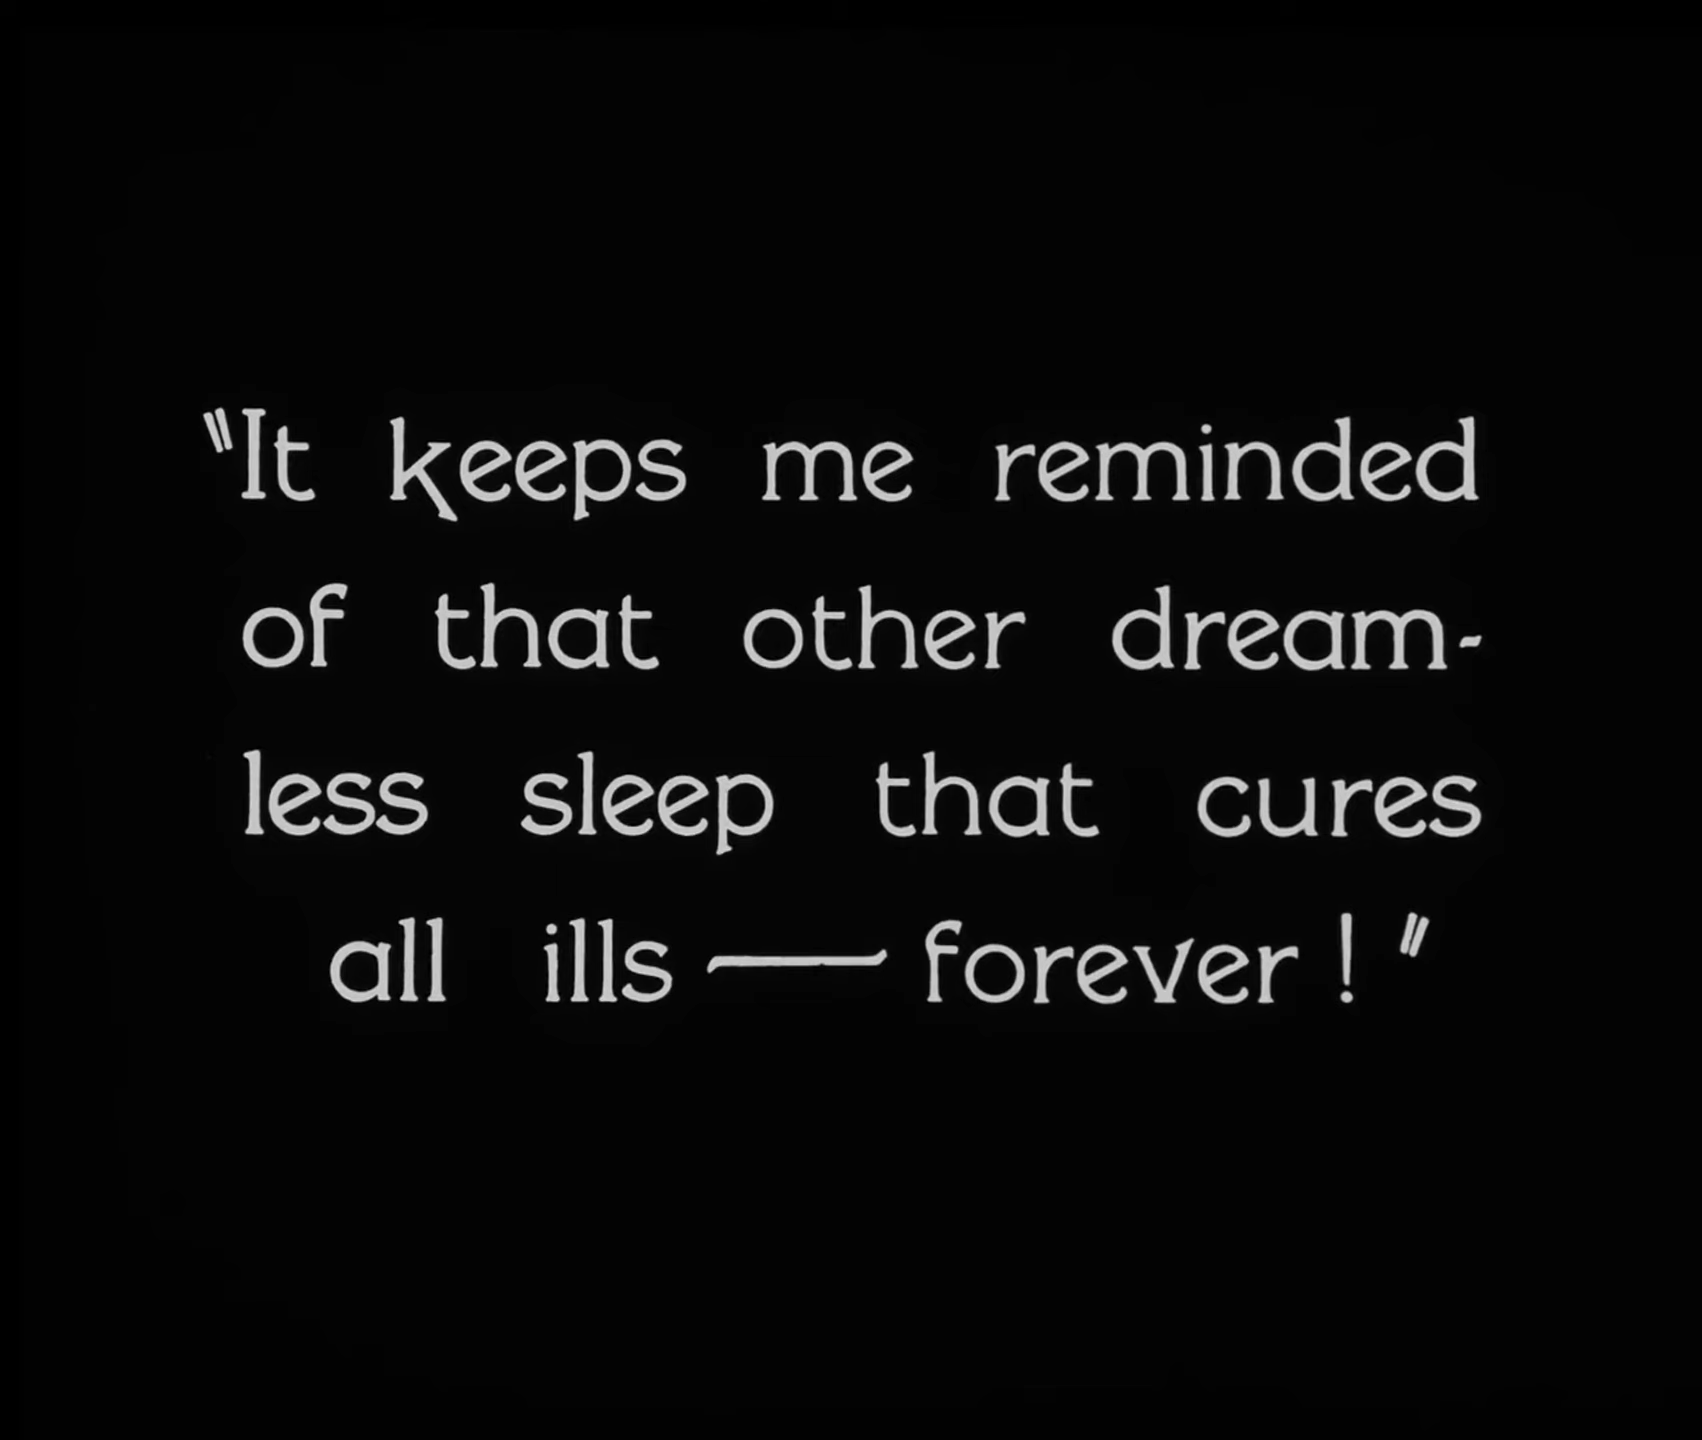 "It keeps me reminded
of that other dream-
less sleep that cures
all ills — forever ! "